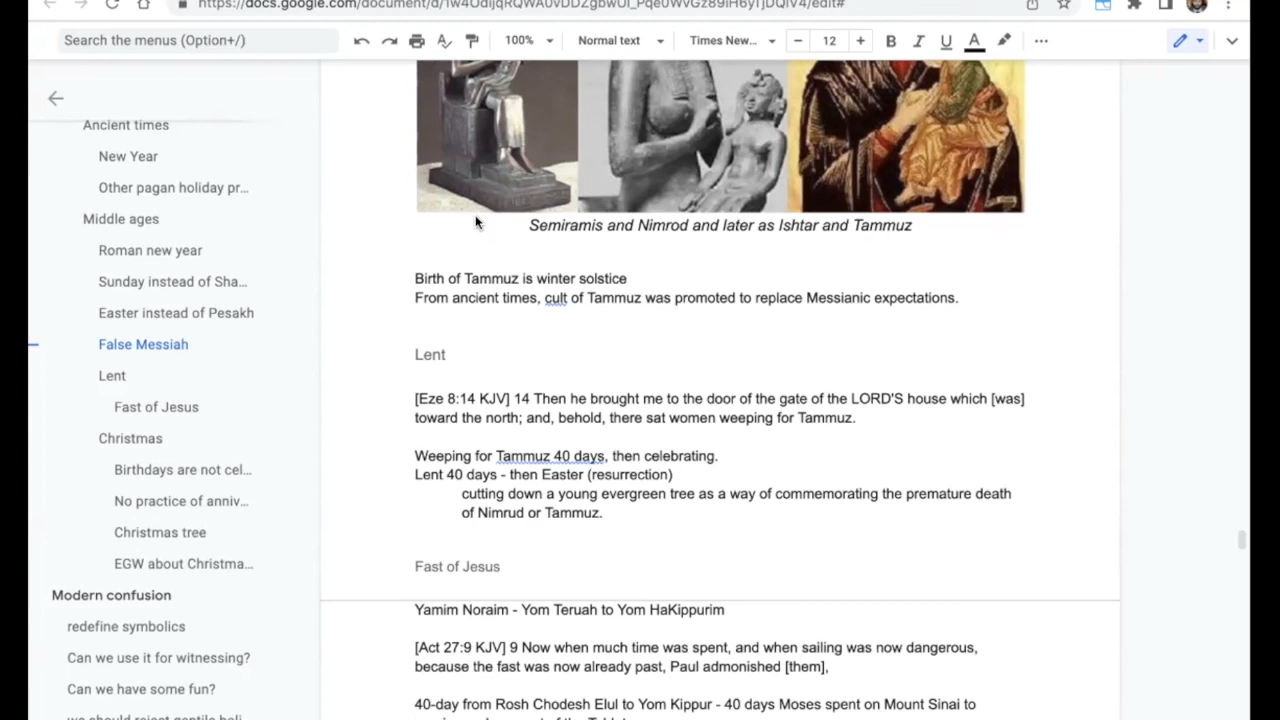 Search the menus (Option+/)
100%
Normal text
Times New...
12
B
I
U
A
Ancient times
New Year
Other pagan holiday pr...
Middle ages
Roman new year
Sunday instead of Sha...
Easter instead of Pesakh
False Messiah
Lent
Fast of Jesus
Christmas
Birthdays are not cel...
No practice of anniv...
Christmas tree
EGW about Christma...
Modern confusion
redefine symbolics
Can we use it for witnessing?
Can we have some fun?
we should reject gentile holi
Semiramis and Nimrod and later as Ishtar and Tammuz
Birth of Tammuz is winter solstice
From ancient times, cult of Tammuz was promoted to replace Messianic expectations.
Lent
[Eze 8:14 KJV] 14 Then he brought me to the door of the gate of the LORD'S house which [was]
toward the north; and, behold, there sat women weeping for Tammuz.
Weeping for Tammuz 40 days, then celebrating.
Lent 40 days - then Easter (resurrection)
cutting down a young evergreen tree as a way of commemorating the premature death
of Nimrud or Tammuz.
Fast of Jesus
Yamim Noraim - Yom Teruah to Yom HaKippurim
[Act 27:9 KJV] 9 Now when much time was spent, and when sailing was now dangerous,
because the fast was now already past, Paul admonished [them],
40-day from Rosh Chodesh Elul to Yom Kippur - 40 days Moses spent on Mount Sinai to